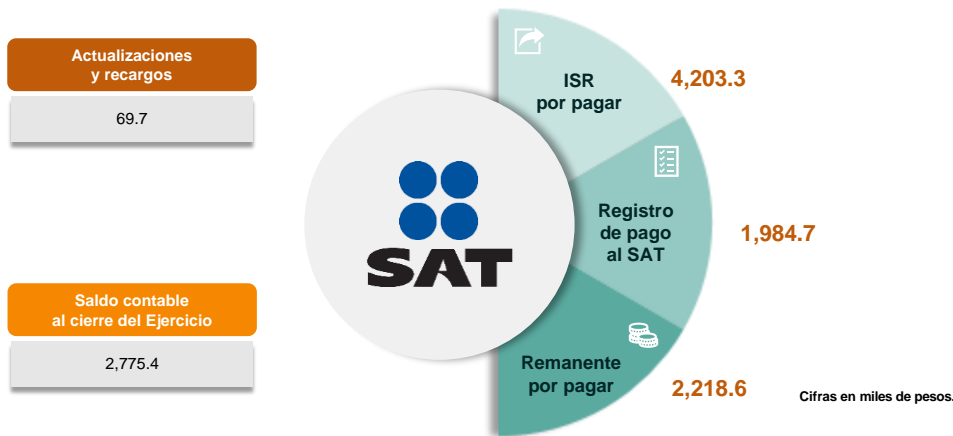 Actualizaciones
y recargos
69.7
Saldo contable
al cierre del Ejercicio
2,775.4
SAT
ISR
por pagar
4,203.3
Registro
de pago
al SAT
1,984.7
Remanente
por pagar
2,218.6
Cifras en miles de pesos.